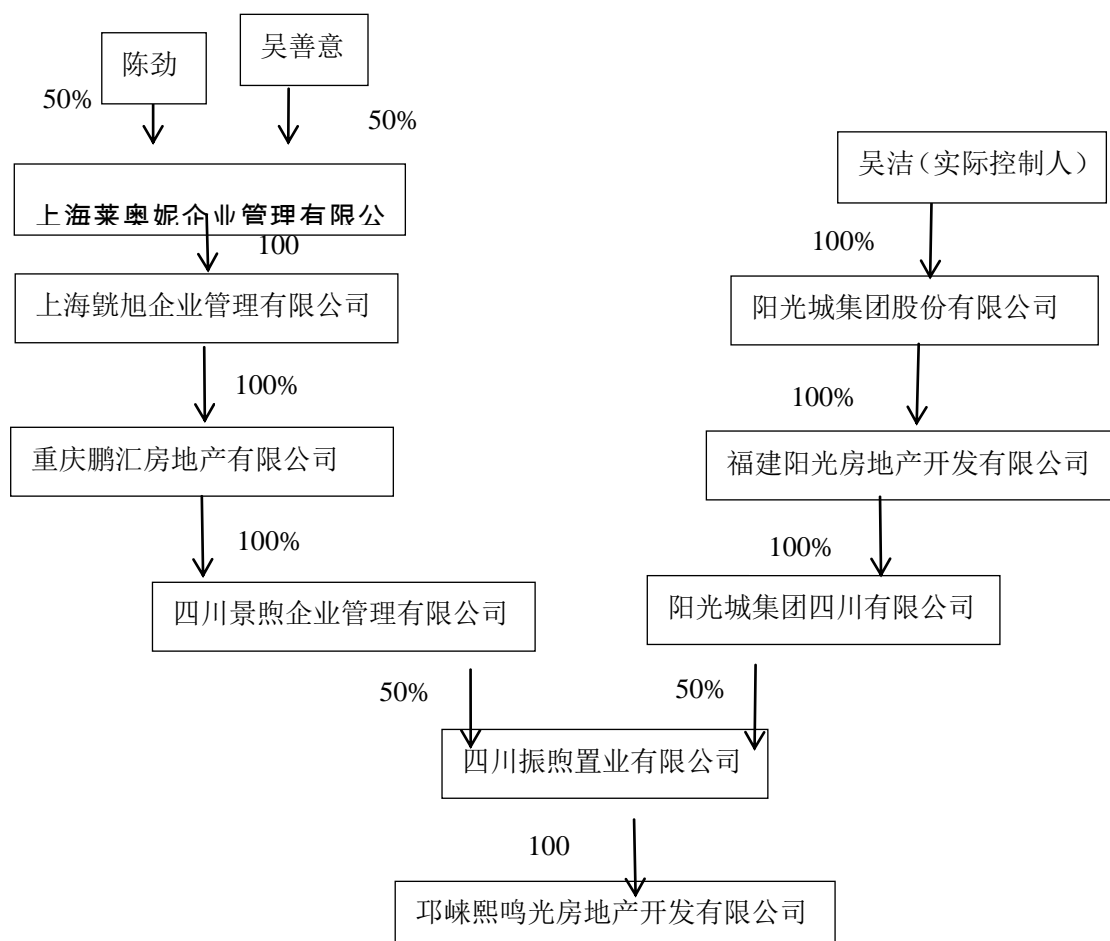 陈劲
吴善意
50%
50%
吴洁（实际控制人）
上海莱奥妮企业管理有限公
100
100%
上海皝旭企业管理有限公司
阳光城集团股份有限公司
100%
100%
重庆鹏汇房地产有限公司
福建阳光房地产开发有限公司
100%
100%
四川景煦企业管理有限公司
阳光城集团四川有限公司
50%
50%
四川振煦置业有限公司
100
邛崃熙鸣光房地产开发有限公司